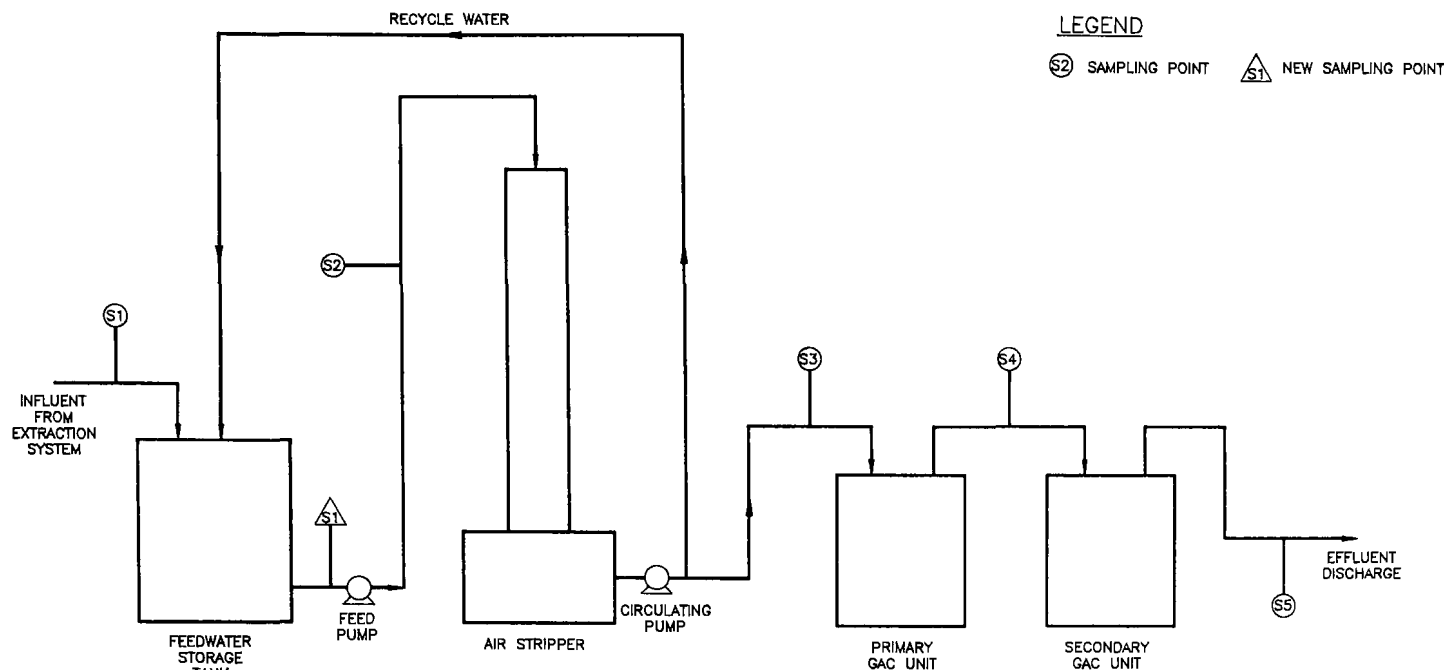 RECYCLE WATER
LEGEND
S2 SAMPLING POINT
S1 NEW SAMPLING POINT
S2
S1
INFLUENT
FROM
EXTRACTION
SYSTEM
S1
FEED
PUMP
FEEDWATER
STORAGE
TANK
AIR STRIPPER
CIRCULATING
PUMP
S3
S4
PRIMARY
GAC UNIT
SECONDARY
GAC UNIT
EFFLUENT
DISCHARGE
S5